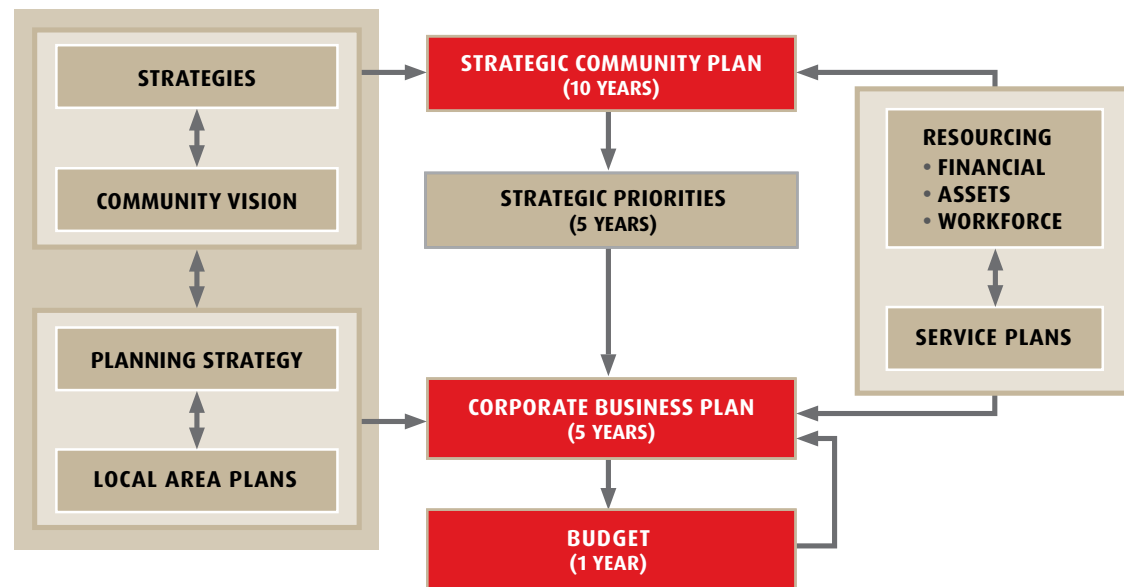 STRATEGIES
COMMUNITY VISION
PLANNING STRATEGY
LOCAL AREA PLANS
STRATEGIC COMMUNITY PLAN
(10 YEARS)
STRATEGIC PRIORITIES
(5 YEARS)
CORPORATE BUSINESS PLAN
(5 YEARS)
BUDGET
(1 YEAR)
RESOURCING
• FINANCIAL
• ASSETS
• WORKFORCE
SERVICE PLANS